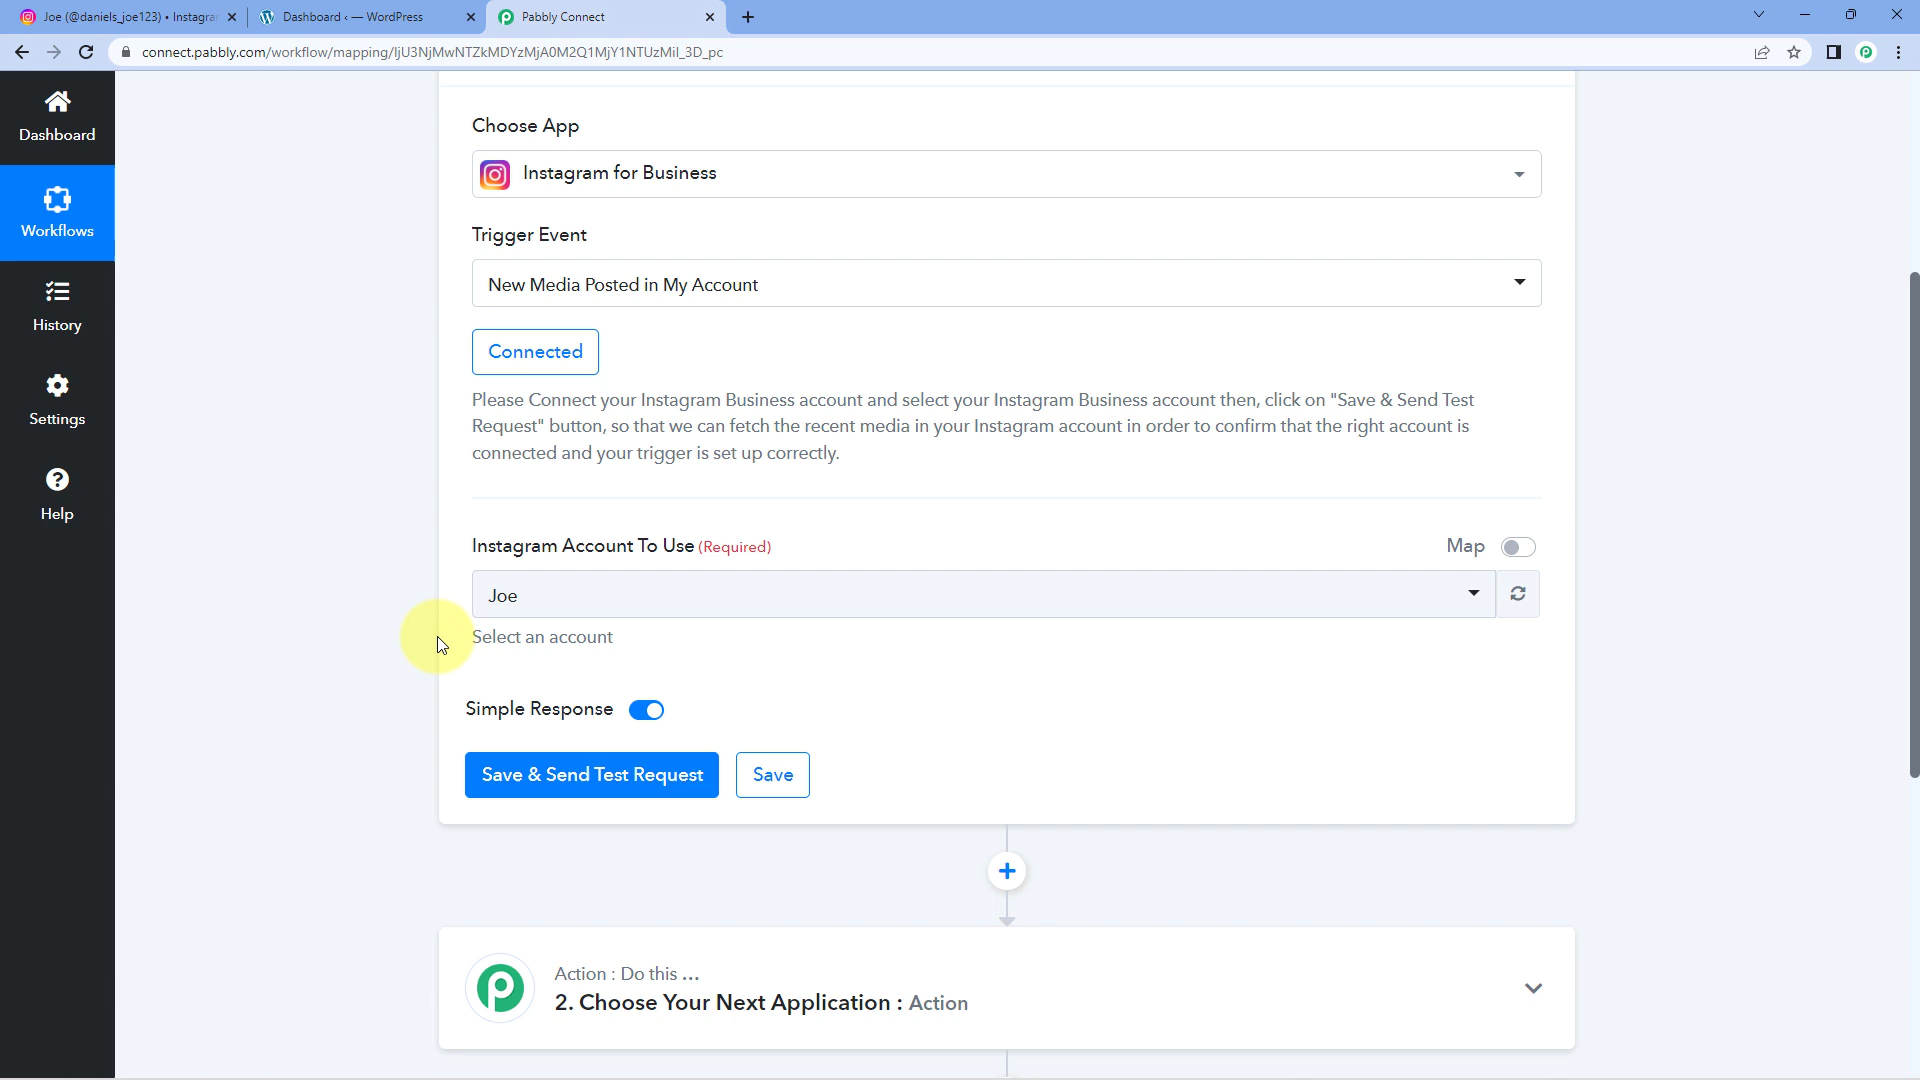 Joe (@daniels_joe123) • Instagra
Dashboard ‹ — WordPress
Pabbly Connect
connect.pabbly.com/workflow/mapping/IjU3NjMwNTZkMDYzMjA0M2Q1MjY1NTUzMiI_3D_pc
Dashboard
Workflows
History
Settings
Help
Choose App
Instagram for Business
Trigger Event
New Media Posted in My Account
Connected
Please Connect your Instagram Business account and select your Instagram Business account then, click on "Save & Send Test
Request" button, so that we can fetch the recent media in your Instagram account in order to confirm that the right account is
connected and your trigger is set up correctly.
Instagram Account To Use (Required)
Map
Joe
Select an account
Simple Response
Save & Send Test Request
Save
Action : Do this ...
2. Choose Your Next Application : Action